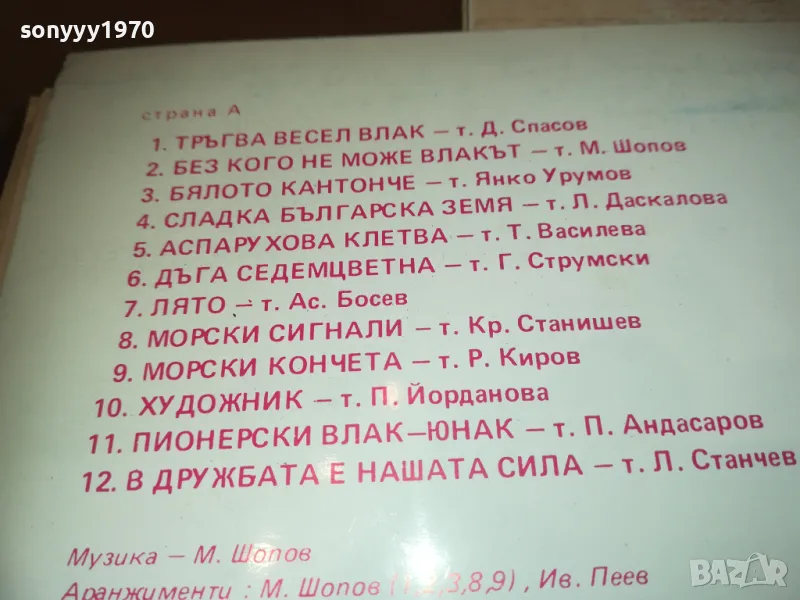 sonyyy1970
страна А
1. ТРЪГВА ВЕСЕЛ ВЛАК – т. Д. Спасов
2. БЕЗ КОГО НЕ МОЖЕ ВЛАКЪТ – т. М. Шопов
3. БЯЛОТО КАНТОНЧЕ – т. Янко Урумов
4. СЛАДКА БЪЛГАРСКА ЗЕМЯ – т. Л. Даскалова
5. АСПАРУХОВА КЛЕТВА – т. Т. Василева
6. ДЪГА СЕДЕМЦВЕТНА – т. Г. Струмски
7. ЛЯТО – т. Ас. Босев
8. МОРСКИ СИГНАЛИ – т. Кр. Станишев
9. МОРСКИ КОНЧЕТА – т. Р. Киров
10. ХУДОЖНИК – т. П. Йорданова
11. ПИОНЕРСКИ ВЛАК–ЮНАК – т. П. Андасаров
12. В ДРУЖБАТА Е НАШАТА СИЛА – т. Л. Станчев
Музика – М. Шопов
Аранжименти : М. Шопов (1,2,3,8,9) , Ив. Пеев
BAZAR